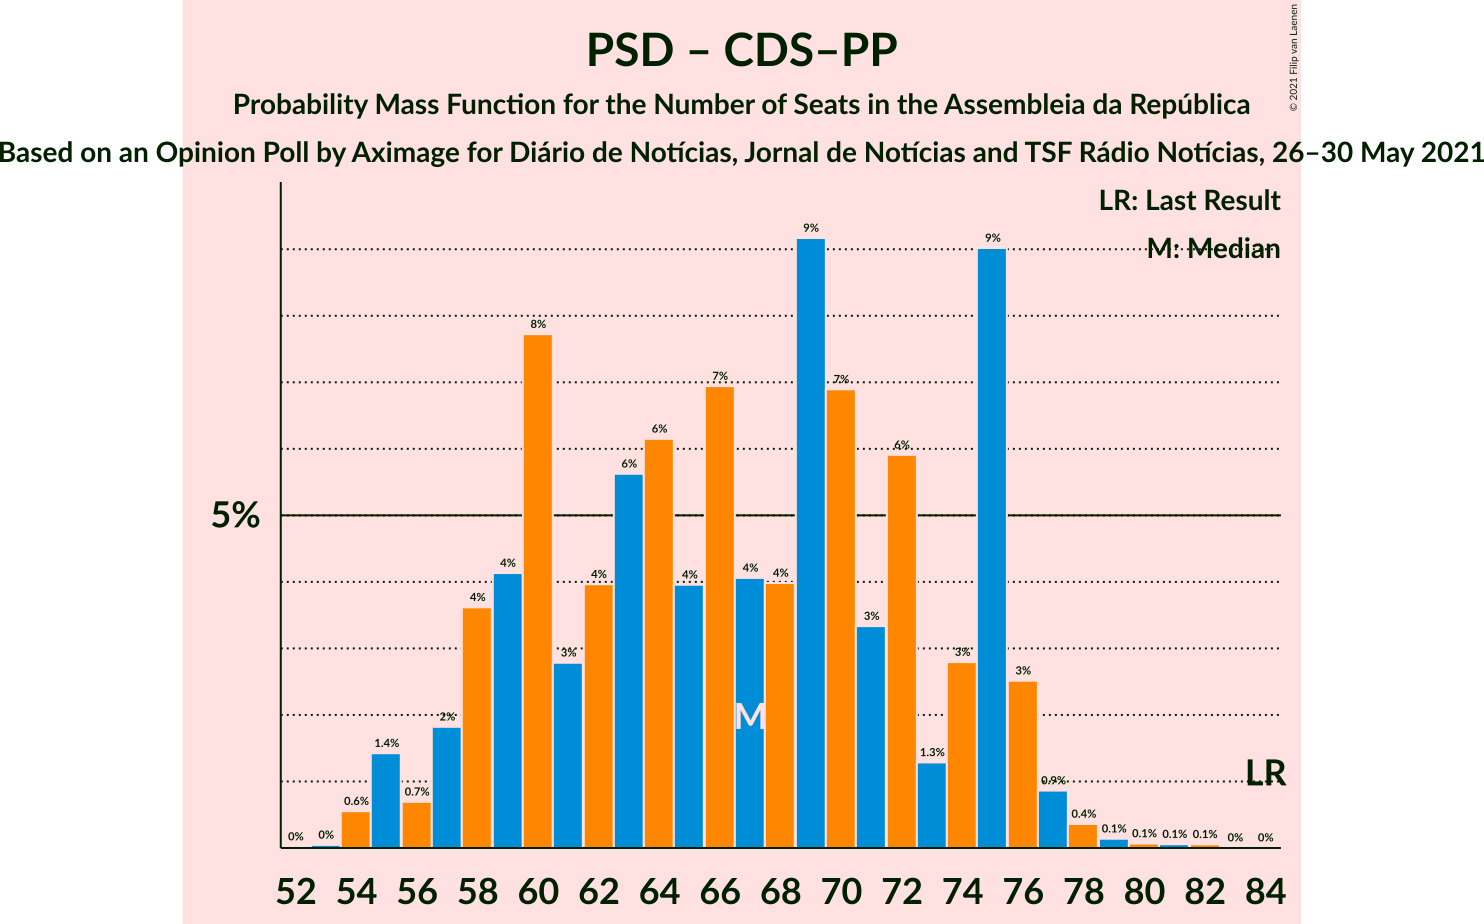 PSD – CDS–PP
Probability Mass Function for the Number of Seats in the Assembleia da República
Based on an Opinion Poll by Aximage for Diário de Notícias, Jornal de Notícias and TSF Rádio Notícias, 26–30 May 2021
© 2021 Filip van Laenen
LR: Last Result
M: Median
5%
0% 0% 0.6% 1.4% 0.7% 2% 4% 4% 8% 3% 4% 6% 6% 4% 7% 4% 4% 9% 7% 3% 6% 1.3% 3% 9% 3% 0.9% 0.4% 0.1% 0.1% 0.1% 0.1% 0% 0%
M
LR
52 54 56 58 60 62 64 66 68 70 72 74 76 78 80 82 84